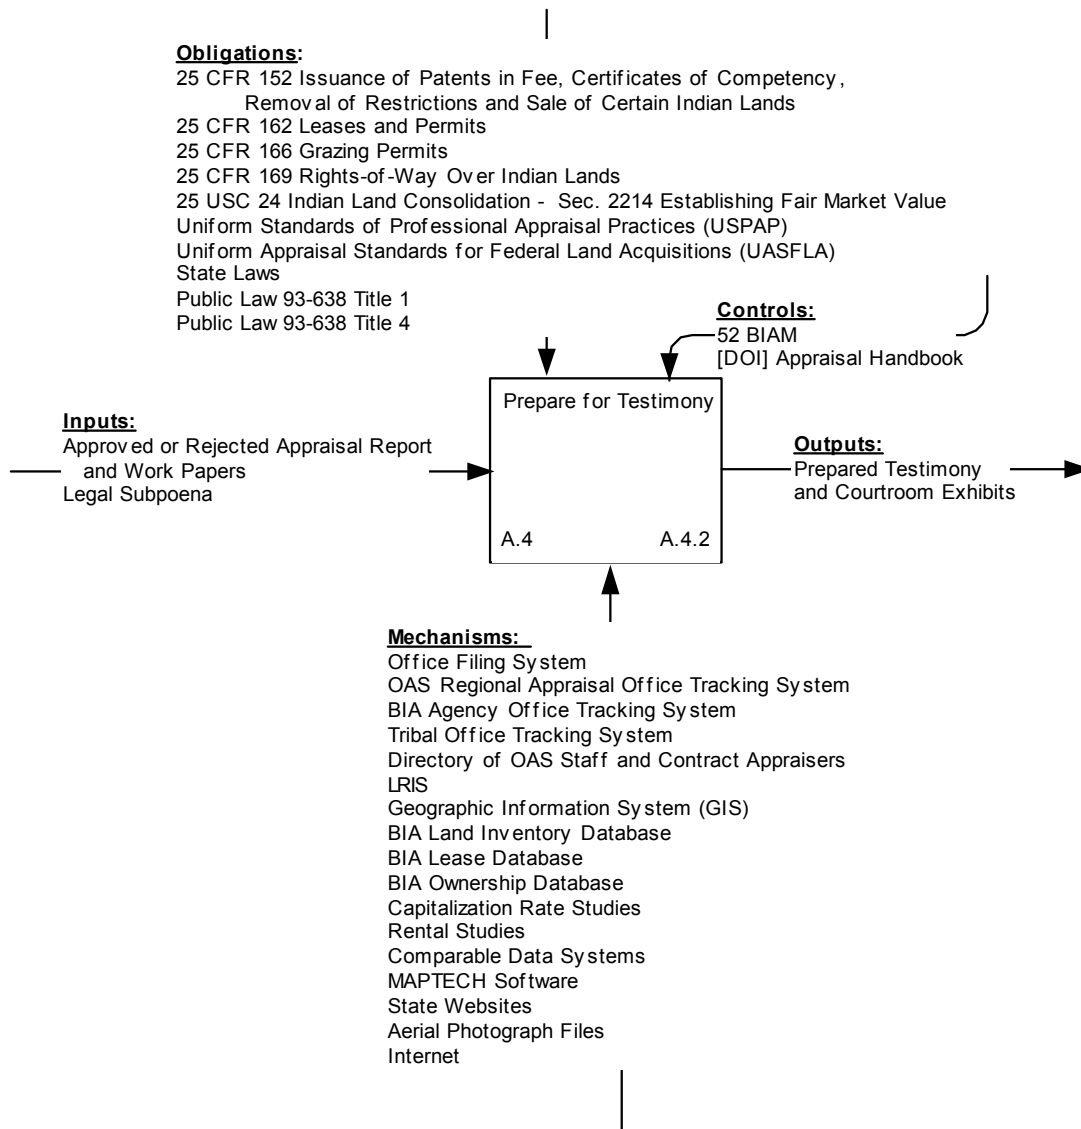 Obligations:
25 CFR 152 Issuance of Patents in Fee, Certificates of Competency,
Removal of Restrictions and Sale of Certain Indian Lands
25 CFR 162 Leases and Permits
25 CFR 166 Grazing Permits
25 CFR 169 Rights-of-Way Over Indian Lands
25 USC 24 Indian Land Consolidation - Sec. 2214 Establishing Fair Market Value
Uniform Standards of Professional Appraisal Practices (USPAP)
Uniform Appraisal Standards for Federal Land Acquisitions (UASFLA)
State Laws
Public Law 93-638 Title 1
Public Law 93-638 Title 4
Controls:
52 BIAM
[DOI] Appraisal Handbook
Inputs:
Approved or Rejected Appraisal Report
and Work Papers
Legal Subpoena
Prepare for Testimony
A.4 A.4.2
Outputs:
Prepared Testimony
and Courtroom Exhibits
Mechanisms:
Office Filing System
OAS Regional Appraisal Office Tracking System
BIA Agency Office Tracking System
Tribal Office Tracking System
Directory of OAS Staff and Contract Appraisers
LRIS
Geographic Information System (GIS)
BIA Land Inventory Database
BIA Lease Database
BIA Ownership Database
Capitalization Rate Studies
Rental Studies
Comparable Data Systems
MAPTECH Software
State Websites
Aerial Photograph Files
Internet